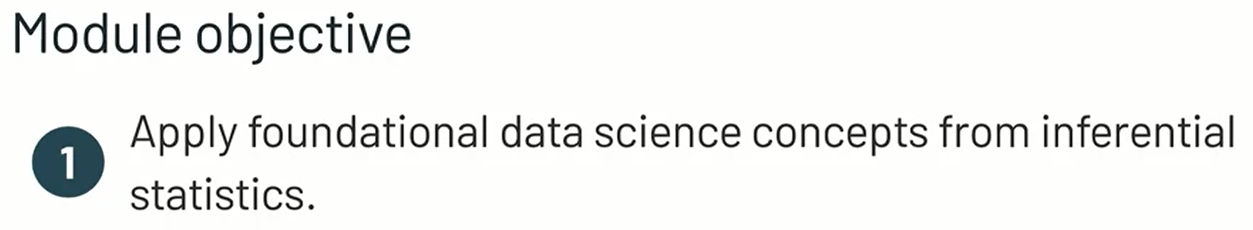 Module objective
1
Apply foundational data science concepts from inferential
statistics.